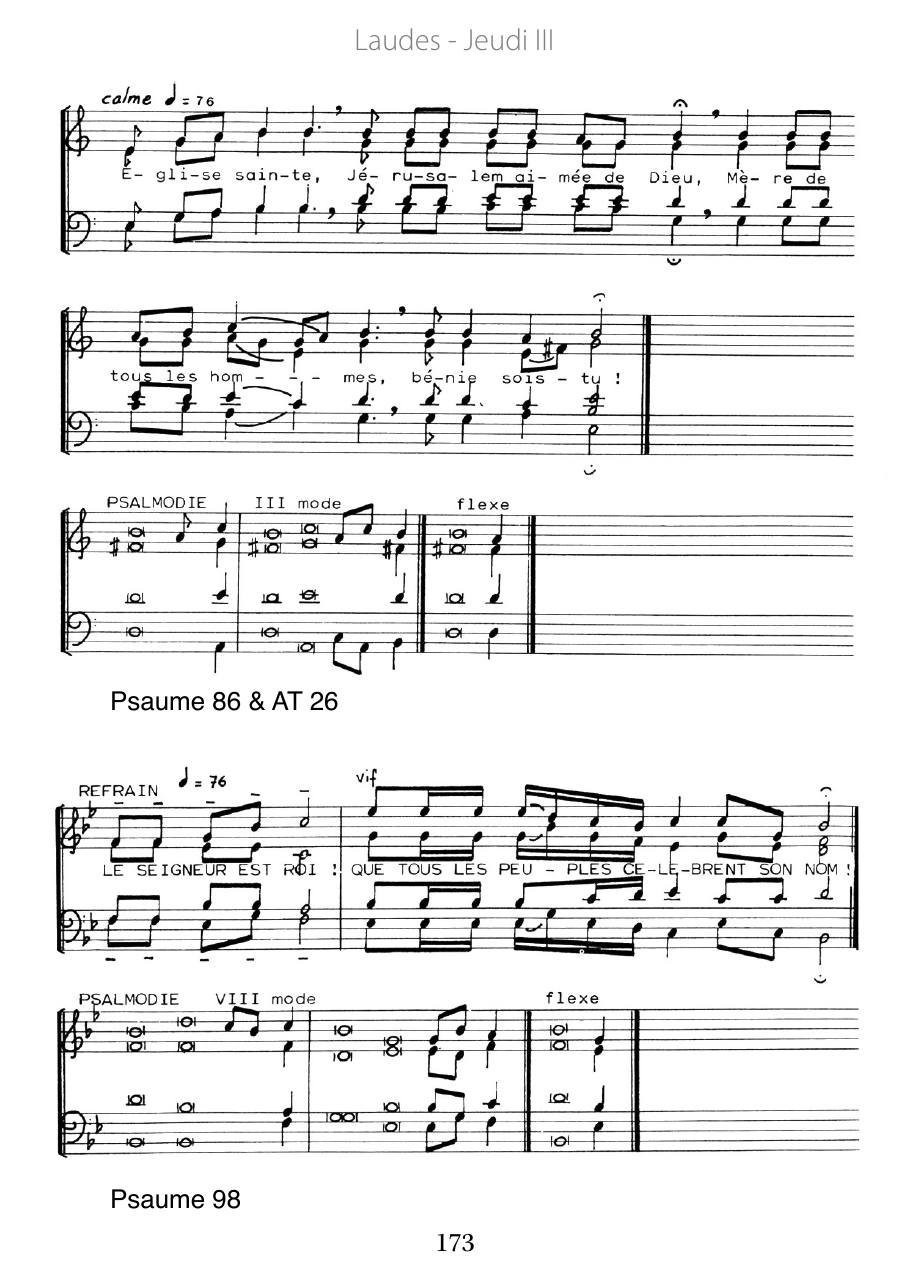 Laudes - Jeudi III
calme ♩ = 76
É- gli-se sain-te, Jé- ru-sa- lem ai-mée de Dieu, Mè- re de
tous les hom - - - mes, bé-nie sois - tu !
PSALMODIE III mode flexe
Psaume 86 & AT 26
REFRAIN ♩ = 76 vif
LE SEIGNEUR EST ROI ! QUE TOUS LES PEU - PLES CE-LE-BRENT SON NOM !
PSALMODIE VIII mode flexe
Psaume 98
173